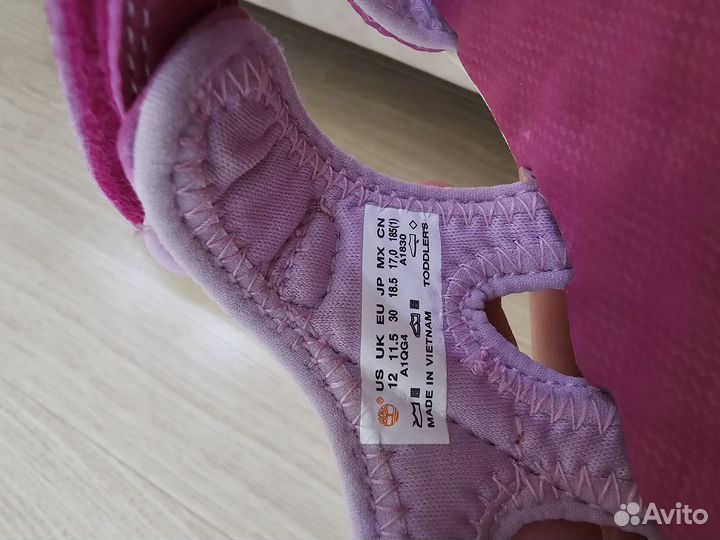 US UK EU JP MX CN
12 11.5 30 18.5 17,0 185(1)
A1QG4 A1830
MADE IN VIETNAM TODDLER'S
Avito